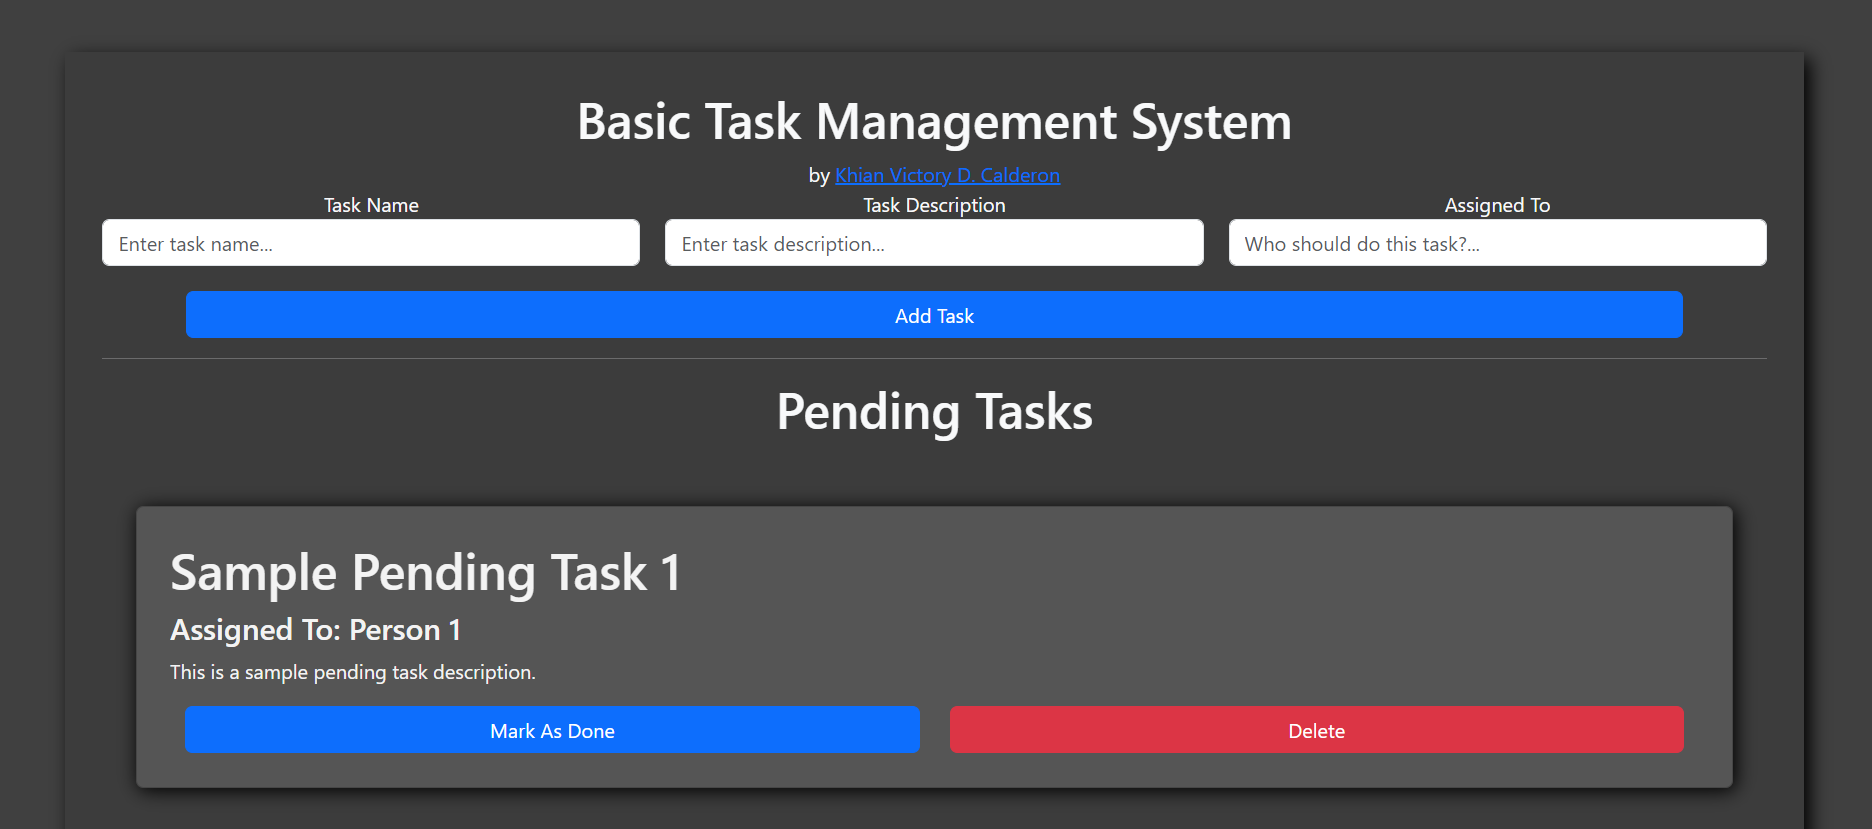 Basic Task Management System
by Khian Victory D. Calderon
Task Name
Task Description
Assigned To
Enter task name...
Enter task description...
Who should do this task?...
Add Task
Pending Tasks
Sample Pending Task 1
Assigned To: Person 1
This is a sample pending task description.
Mark As Done
Delete